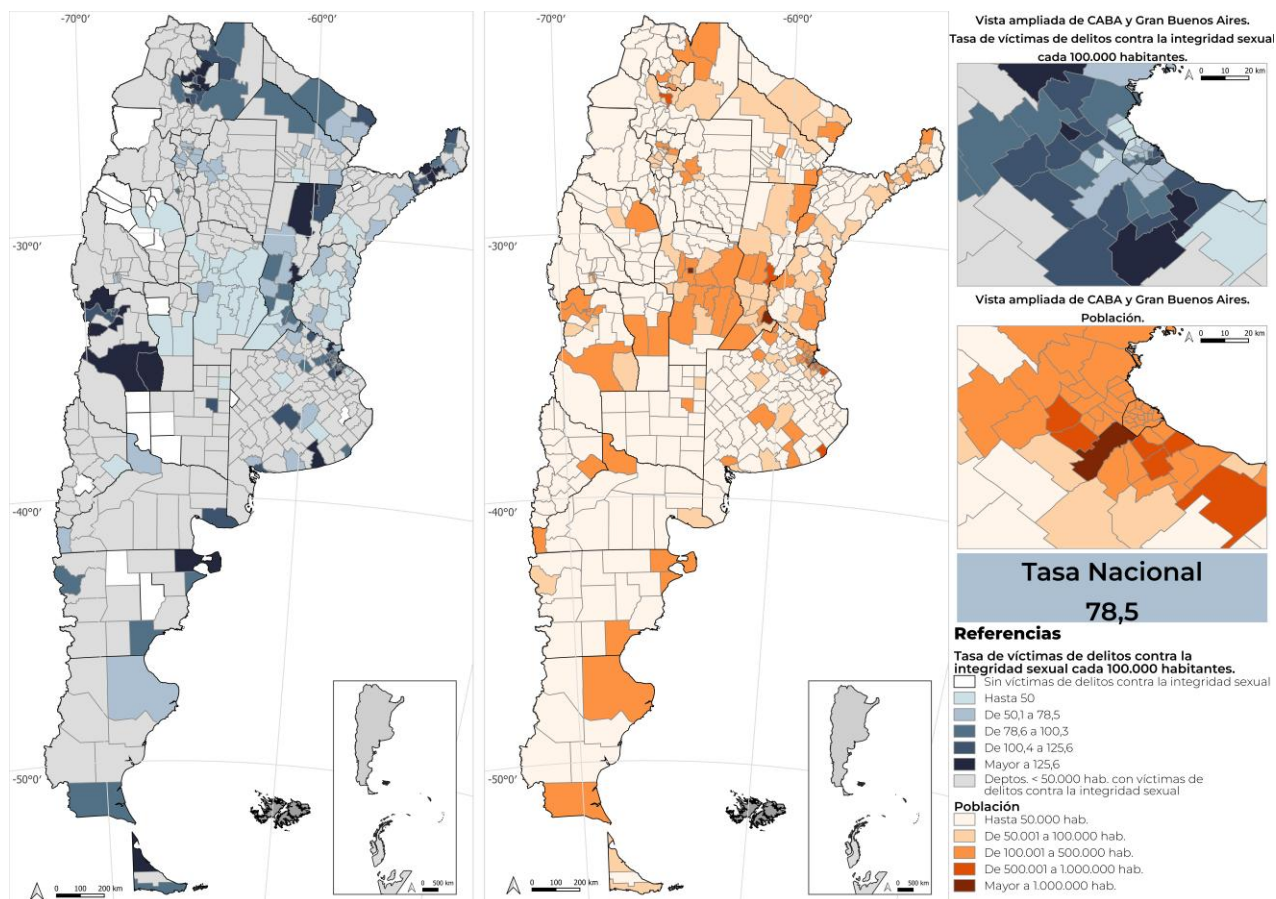 -70°0'
-60°0'
-30°0'
-40°0'
-50°0'
0 100 200 km
0 500 km
-70°0'
-60°0'
-30°0'
-40°0'
-50°0'
0 100 200 km
0 500 km
Vista ampliada de CABA y Gran Buenos Aires.
Tasa de víctimas de delitos contra la integridad sexual
cada 100.000 habitantes.
0 10 20 km
Vista ampliada de CABA y Gran Buenos Aires.
Población.
0 10 20 km
Tasa Nacional
78,5
Referencias
Tasa de víctimas de delitos contra la
integridad sexual cada 100.000 habitantes.
Sin víctimas de delitos contra la integridad sexual
Hasta 50
De 50,1 a 78,5
De 78,6 a 100,3
De 100,4 a 125,6
Mayor a 125,6
Deptos. < 50.000 hab. con víctimas de
delitos contra la integridad sexual
Población
Hasta 50.000 hab.
De 50.001 a 100.000 hab.
De 100.001 a 500.000 hab.
De 500.001 a 1.000.000 hab.
Mayor a 1.000.000 hab.